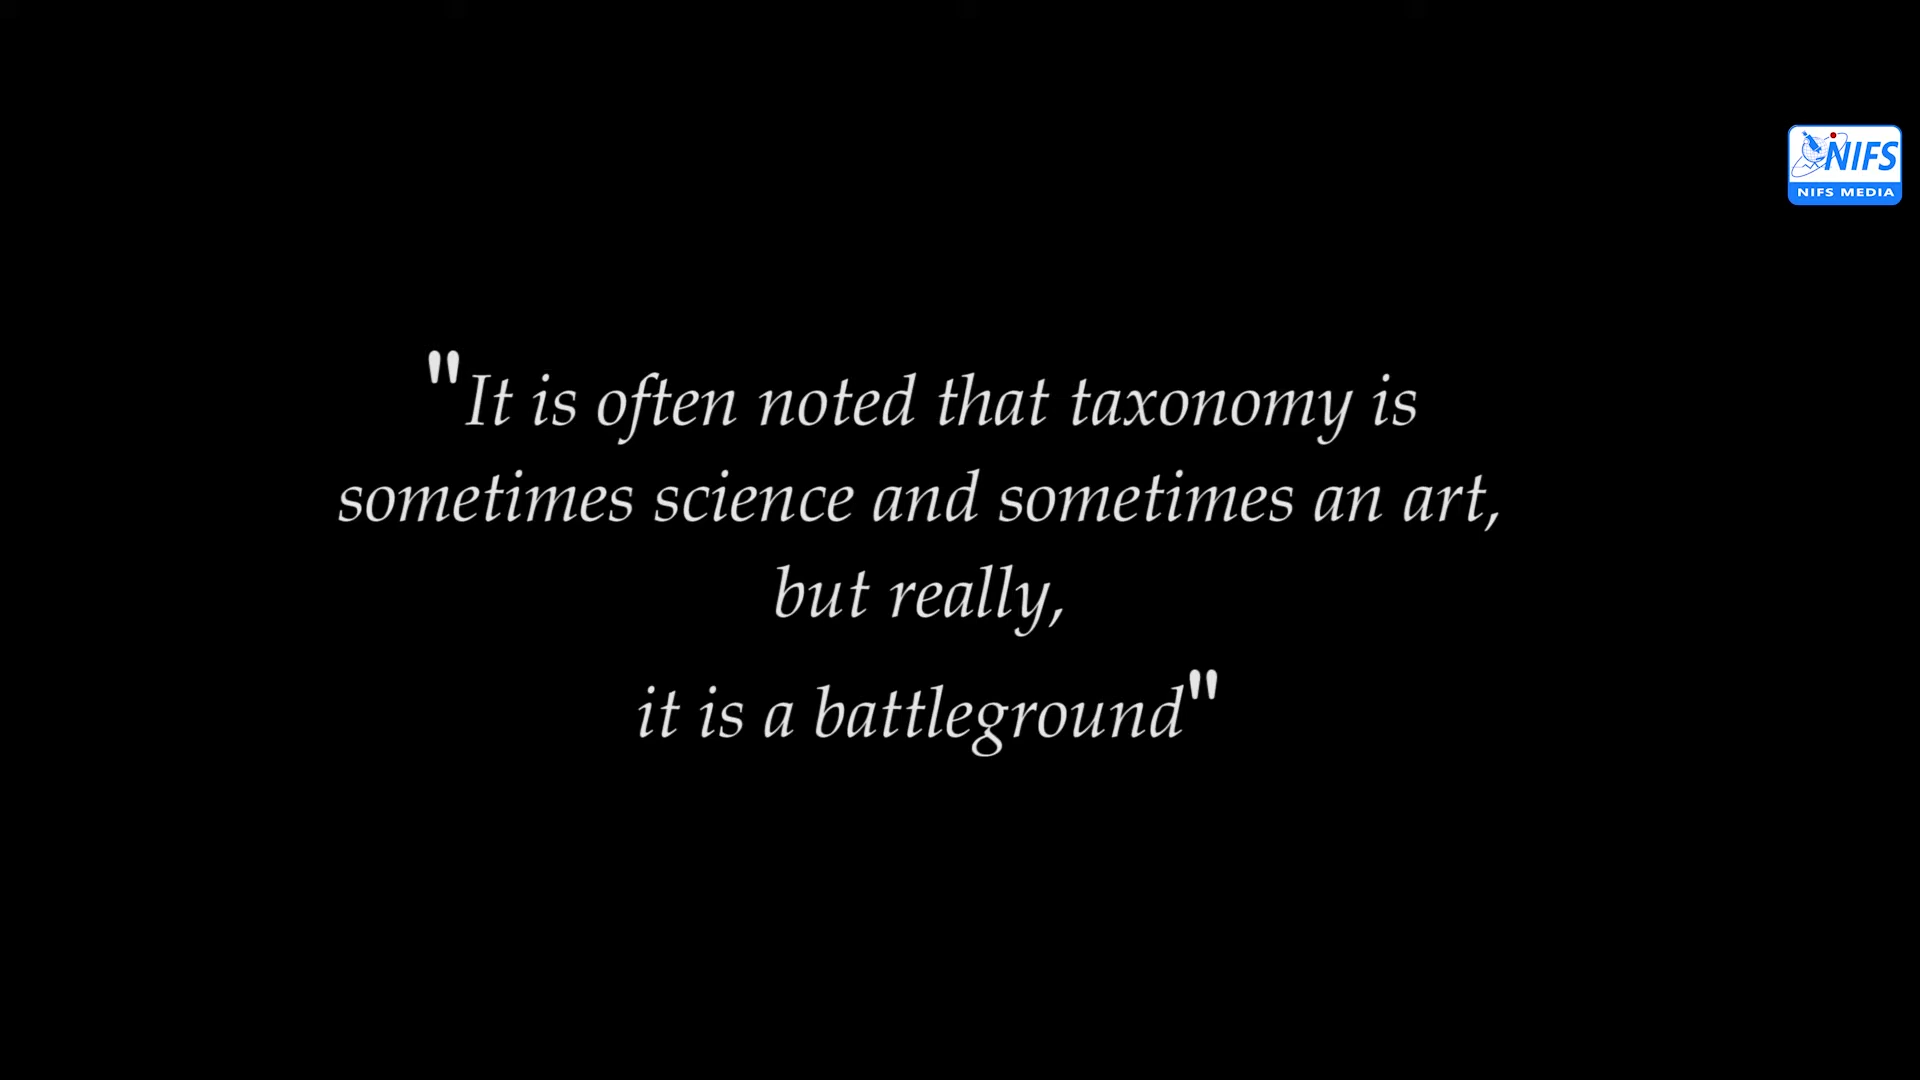 NIFS
NIFS MEDIA
"It is often noted that taxonomy is
sometimes science and sometimes an art,
but really,
it is a battleground"